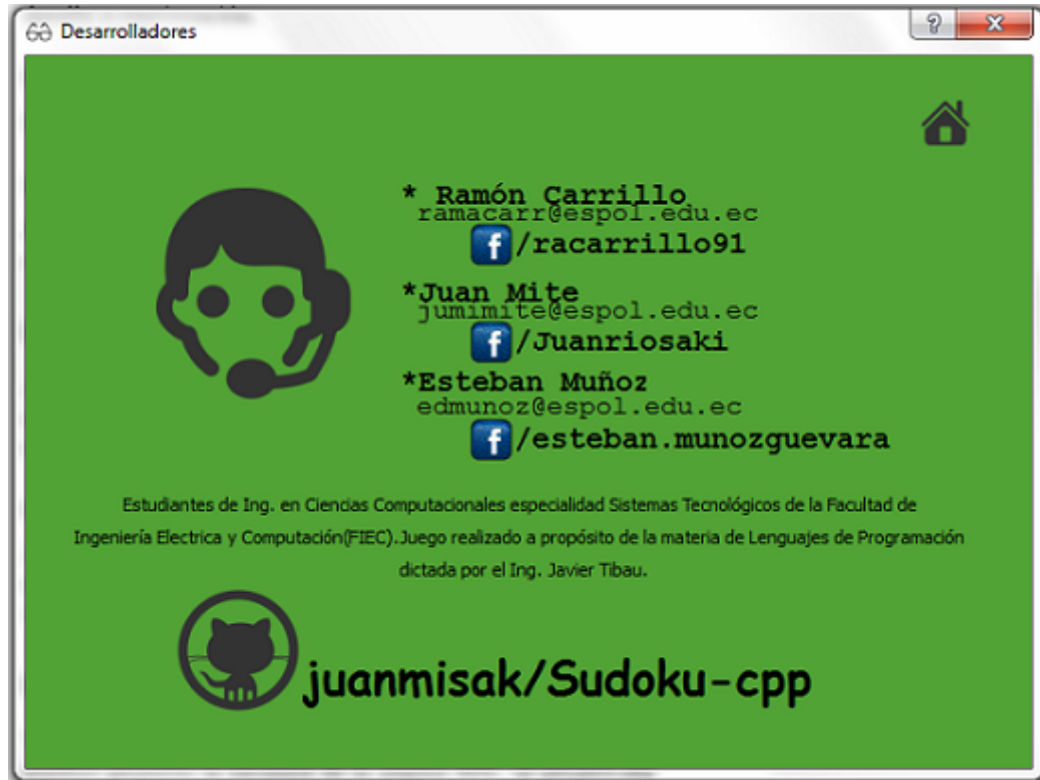 Desarrolladores
* Ramón Carrillo
ramacarr@espol.edu.ec
f/racarrillo91
*Juan Mite
jumimite@espol.edu.ec
f/Juanriosaki
*Esteban Muñoz
edmunoz@espol.edu.ec
f/esteban.munozguevara
Estudiantes de Ing. en Ciencias Computacionales especialidad Sistemas Tecnológicos de la Facultad de
Ingeniería Electrica y Computación(FIEC).Juego realizado a propósito de la materia de Lenguajes de Programación
dictada por el Ing. Javier Tibau.
juanmisak/Sudoku-cpp